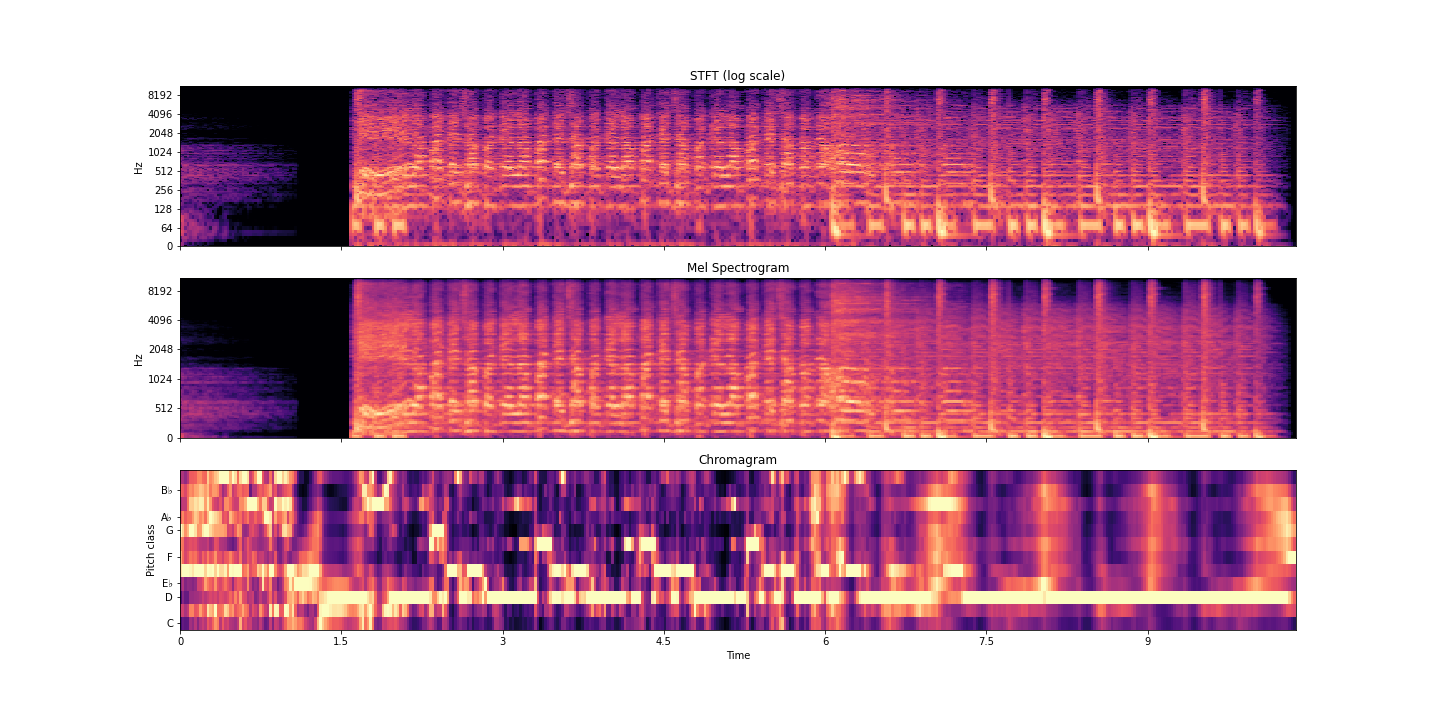 STFT (log scale)
8192
4096
2048
1024
512
256
128
64
0
Hz
Mel Spectrogram
8192
4096
2048
1024
512
0
Hz
Chromagram
B♭
A♭
G
F
E♭
D
C
Pitch class
0 1.5 3 4.5 6 7.5 9
Time